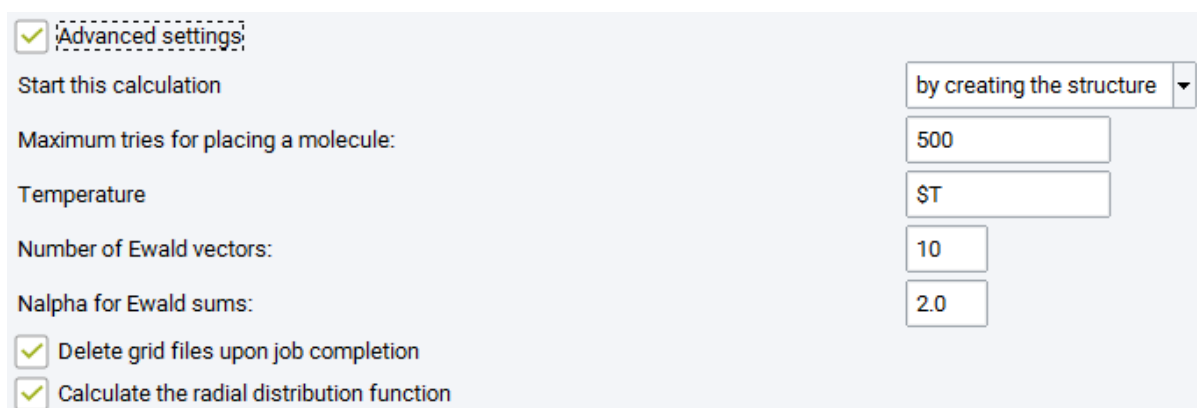 Advanced settings
Start this calculation by creating the structure
Maximum tries for placing a molecule: 500
Temperature $T
Number of Ewald vectors: 10
Nalpha for Ewald sums: 2.0
Delete grid files upon job completion
Calculate the radial distribution function